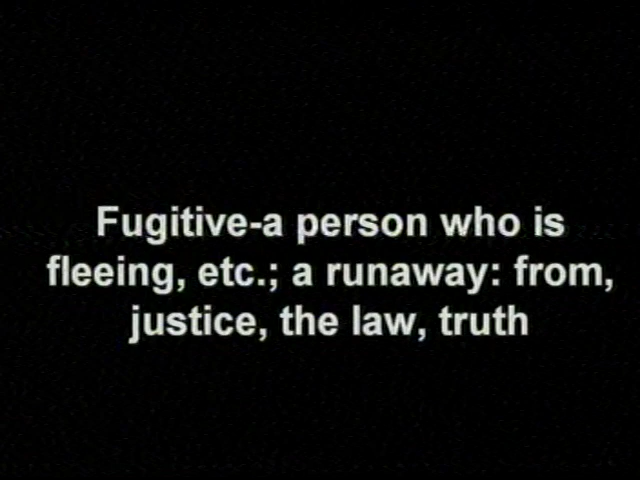 Fugitive-a person who is
fleeing, etc.; a runaway: from,
justice, the law, truth